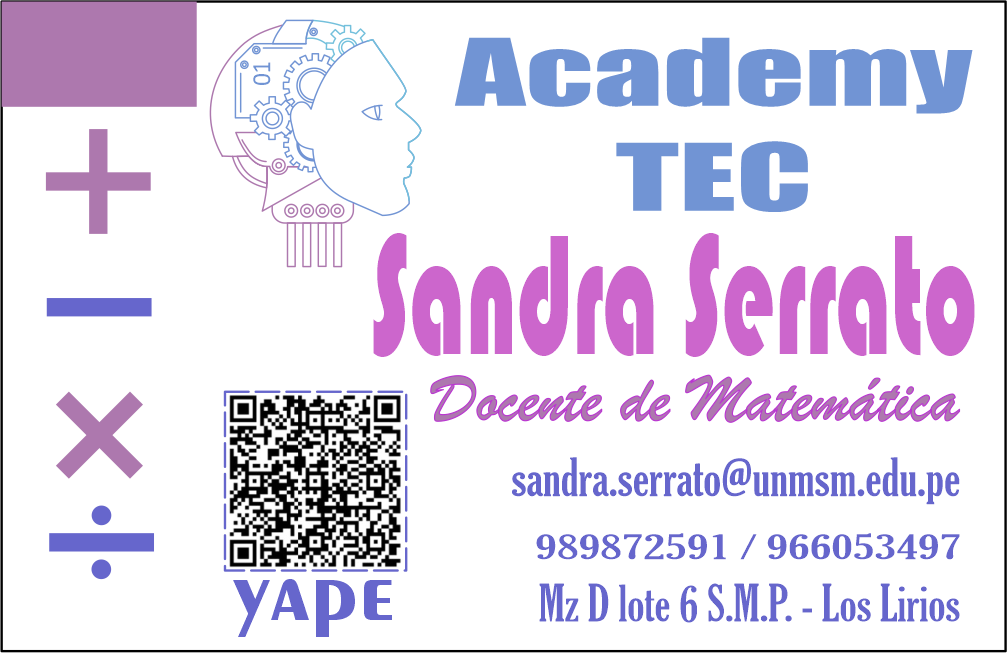 01
Academy
TEC
Sandra Serrato
Docente de Matemática
sandra.serrato@unmsm.edu.pe
989872591 / 966053497
Mz D lote 6 S.M.P. - Los Lirios
yape
+
−
×
÷